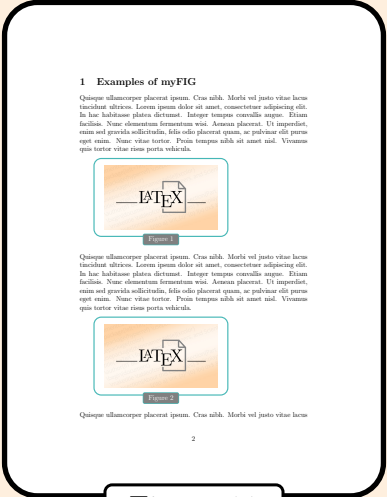 1 Examples of myFIG
Quisque ullamcorper placerat ipsum. Cras nibh. Morbi vel justo vitae lacus
tincidunt ultrices. Lorem ipsum dolor sit amet, consectetuer adipiscing elit.
In hac habitasse platea dictumst. Integer tempus convallis augue. Etiam
facilisis. Nunc elementum fermentum wisi. Aenean placerat. Ut imperdiet,
enim sed gravida sollicitudin, felis odio placerat quam, ac pulvinar elit purus
eget enim. Nunc vitae tortor. Proin tempus nibh sit amet nisl. Vivamus
quis tortor vitae risus porta vehicula.
LATEX
Figure 1
Quisque ullamcorper placerat ipsum. Cras nibh. Morbi vel justo vitae lacus
tincidunt ultrices. Lorem ipsum dolor sit amet, consectetuer adipiscing elit.
In hac habitasse platea dictumst. Integer tempus convallis augue. Etiam
facilisis. Nunc elementum fermentum wisi. Aenean placerat. Ut imperdiet,
enim sed gravida sollicitudin, felis odio placerat quam, ac pulvinar elit purus
eget enim. Nunc vitae tortor. Proin tempus nibh sit amet nisl. Vivamus
quis tortor vitae risus porta vehicula.
LATEX
Figure 2
Quisque ullamcorper placerat ipsum. Cras nibh. Morbi vel justo vitae lacus
2